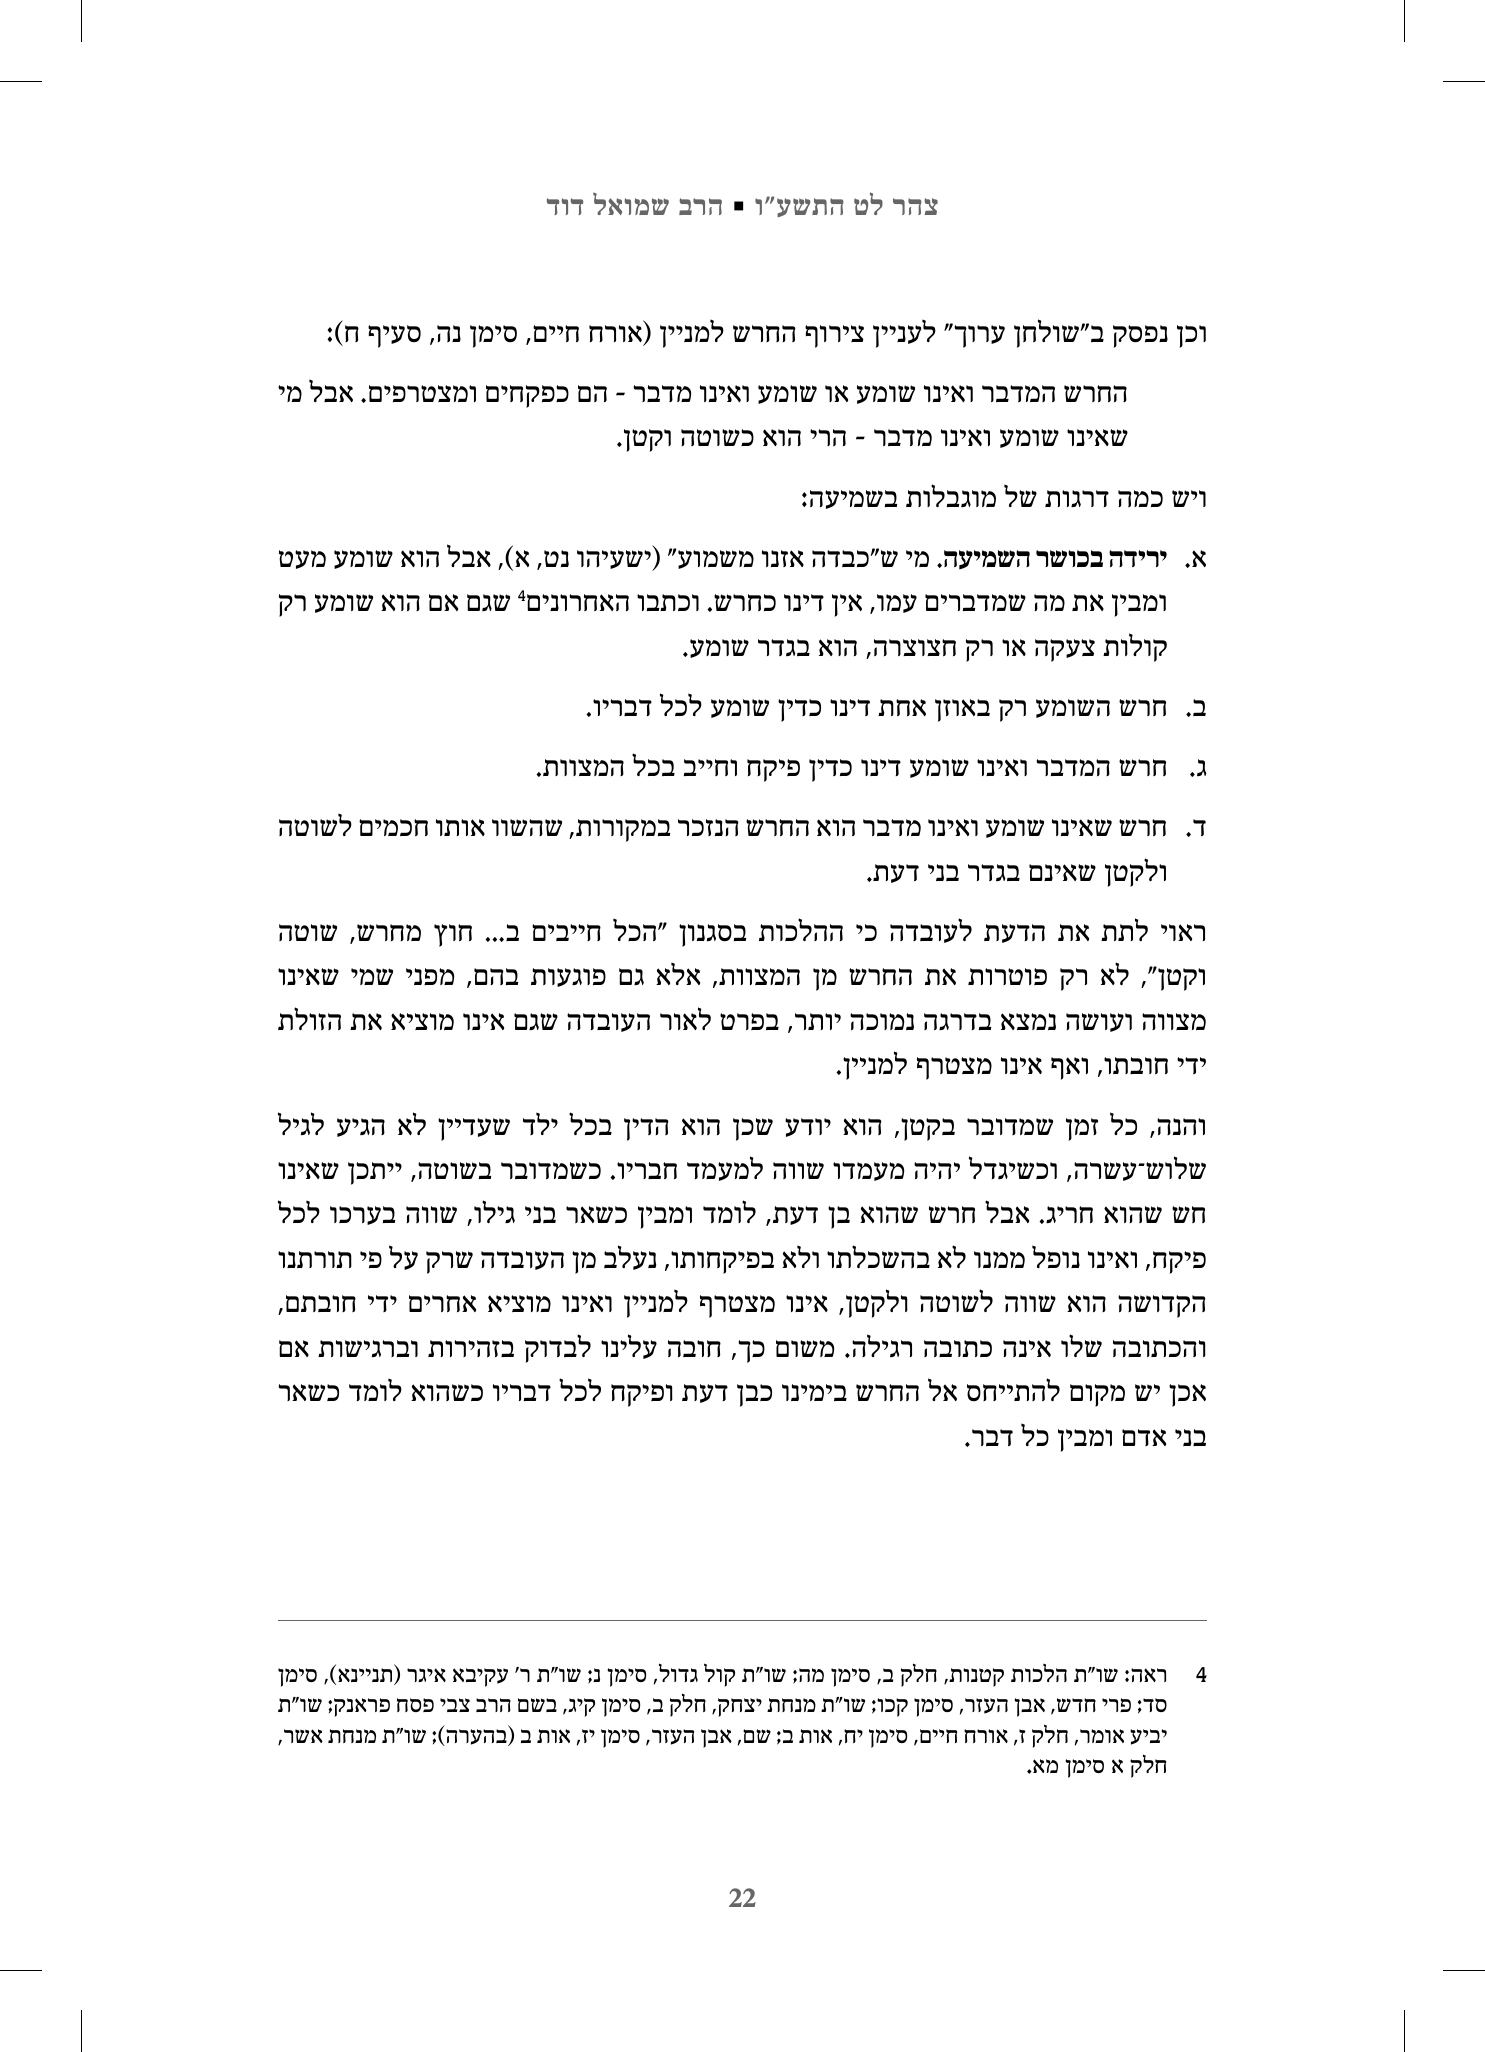 צהר לט התשע"ו ▪ הרב שמואל דוד
וכן נפסק ב"שולחן ערוך" לעניין צירוף החרש למניין (אורח חיים, סימן נה, סעיף ח):
החרש המדבר ואינו שומע או שומע ואינו מדבר - הם כפקחים ומצטרפים. אבל מי
שאינו שומע ואינו מדבר - הרי הוא כשוטה וקטן.
ויש כמה דרגות של מוגבלות בשמיעה:
א. ירידה בכושר השמיעה. מי ש"כבדה אזנו משמוע" (ישעיהו נט, א), אבל הוא שומע מעט
ומבין את מה שמדברים עמו, אין דינו כחרש. וכתבו האחרונים⁴ שגם אם הוא שומע רק
קולות צעקה או רק חצוצרה, הוא בגדר שומע.
ב. חרש השומע רק באוזן אחת דינו כדין שומע לכל דבריו.
ג. חרש המדבר ואינו שומע דינו כדין פיקח וחייב בכל המצוות.
ד. חרש שאינו שומע ואינו מדבר הוא החרש הנזכר במקורות, שהשוו אותו חכמים לשוטה
ולקטן שאינם בגדר בני דעת.
ראוי לתת את הדעת לעובדה כי ההלכות בסגנון "הכל חייבים ב... חוץ מחרש, שוטה
וקטן", לא רק פוטרות את החרש מן המצוות, אלא גם פוגעות בהם, מפני שמי שאינו
מצווה ועושה נמצא בדרגה נמוכה יותר, בפרט לאור העובדה שגם אינו מוציא את הזולת
ידי חובתו, ואף אינו מצטרף למניין.
והנה, כל זמן שמדובר בקטן, הוא יודע שכן הוא הדין בכל ילד שעדיין לא הגיע לגיל
שלוש־עשרה, וכשיגדל יהיה מעמדו שווה למעמד חבריו. כשמדובר בשוטה, ייתכן שאינו
חש שהוא חריג. אבל חרש שהוא בן דעת, לומד ומבין כשאר בני גילו, שווה בערכו לכל
פיקח, ואינו נופל ממנו לא בהשכלתו ולא בפיקחותו, נעלב מן העובדה שרק על פי תורתנו
הקדושה הוא שווה לשוטה ולקטן, אינו מצטרף למניין ואינו מוציא אחרים ידי חובתם,
והכתובה שלו אינה כתובה רגילה. משום כך, חובה עלינו לבדוק בזהירות וברגישות אם
אכן יש מקום להתייחס אל החרש בימינו כבן דעת ופיקח לכל דבריו כשהוא לומד כשאר
בני אדם ומבין כל דבר.
4 ראה: שו"ת הלכות קטנות, חלק ב, סימן מה; שו"ת קול גדול, סימן נ; שו"ת ר' עקיבא איגר (תניינא), סימן
סד; פרי חדש, אבן העזר, סימן קכו; שו"ת מנחת יצחק, חלק ב, סימן קיג, בשם הרב צבי פסח פראנק; שו"ת
יביע אומר, חלק ז, אורח חיים, סימן יח, אות ב; שם, אבן העזר, סימן יז, אות ב (בהערה); שו"ת מנחת אשר,
חלק א סימן מא.
22